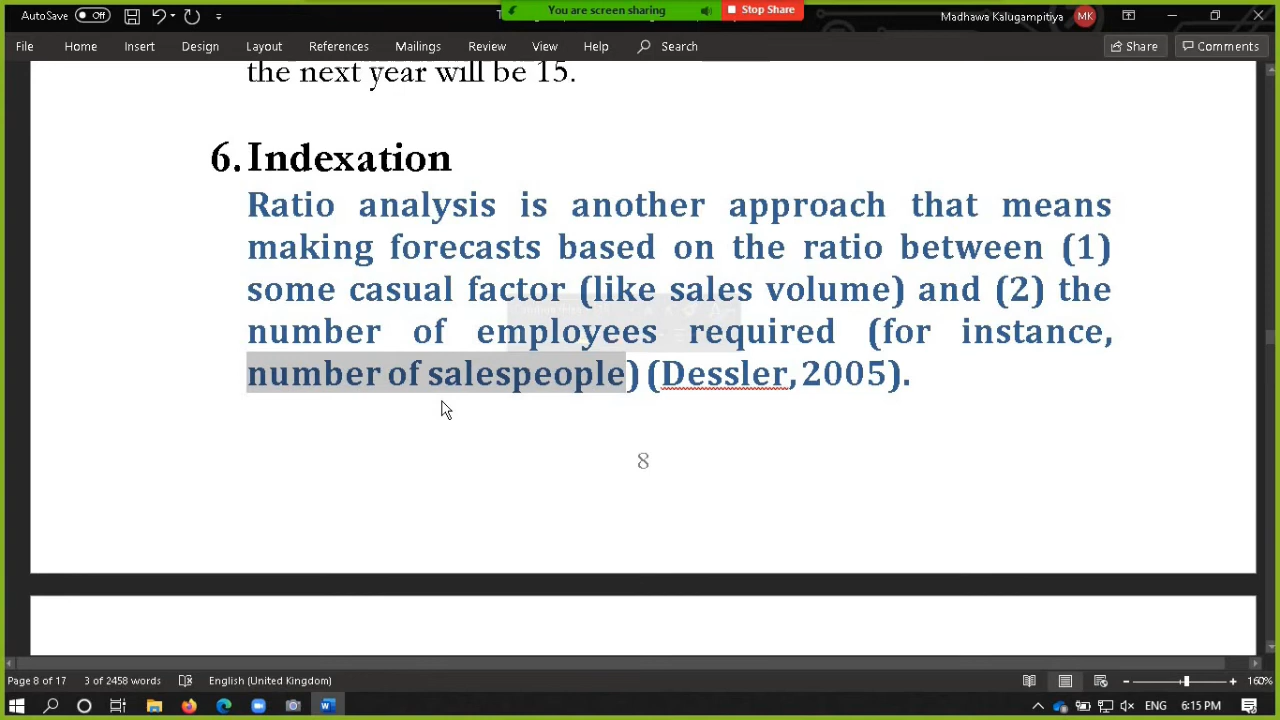 AutoSave Off
You are screen sharing
Stop Share
Madhawa Kalugampitiya MK
File Home Insert Design Layout References Mailings Review View Help Search Share Comments
the next year will be 15.
6. Indexation
Ratio analysis is another approach that means
making forecasts based on the ratio between (1)
some casual factor (like sales volume) and (2) the
number of employees required (for instance,
number of salespeople) (Dessler, 2005).
8
Page 8 of 17 3 of 2458 words English (United Kingdom) 160%
ENG 6:15 PM